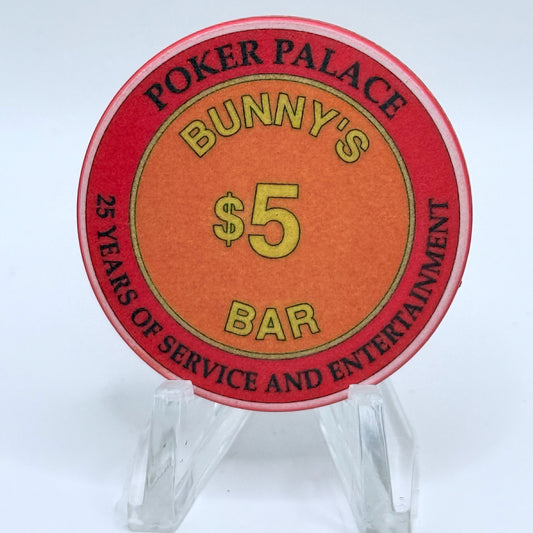 POKER PALACE
BUNNY'S
$5
BAR
25 YEARS OF SERVICE AND ENTERTAINMENT